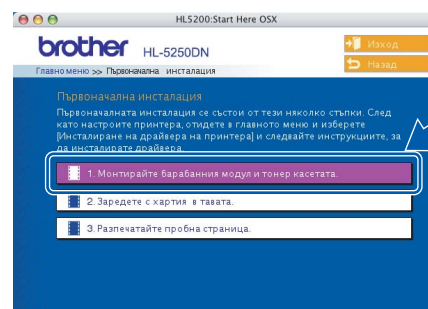 HL5200:Start Here OSX
brother HL-5250DN
Изход
Главно меню >> Първоначална инсталация
Назад
Първоначална инсталация
Първоначалната инсталация се състои от тези няколко стъпки. След
като настроите принтера, отидете в главното меню и изберете
[Инсталиране на драйвера на принтера] и следвайте инструкциите, за
да инсталирате драйвера.
1. Монтирайте барабанния модул и тонер касетата.
2. Заредете с хартия в тавата.
3. Разпечатайте пробна страница.